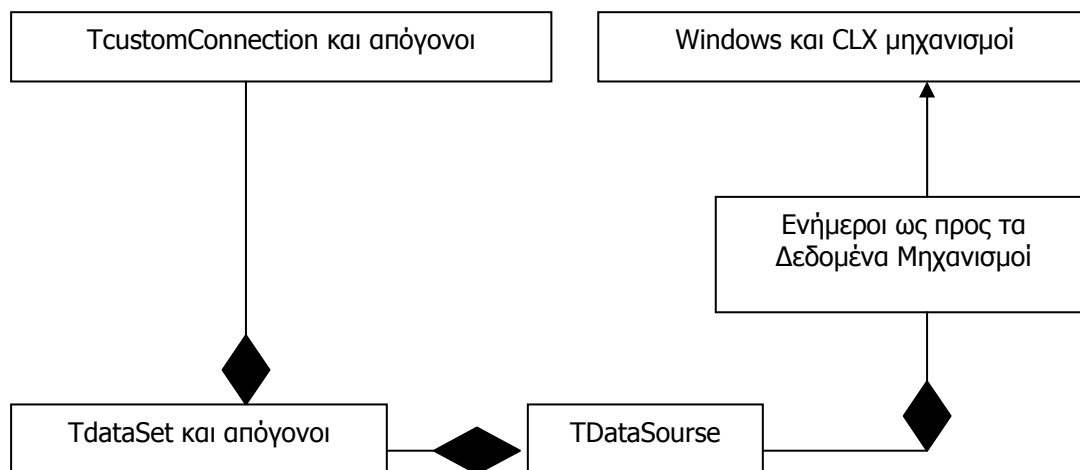 TcustomConnection και απόγονοι
Windows και CLX μηχανισμοί
Ενήμεροι ως προς τα
Δεδομένα Μηχανισμοί
TdataSet και απόγονοι
TDataSourse